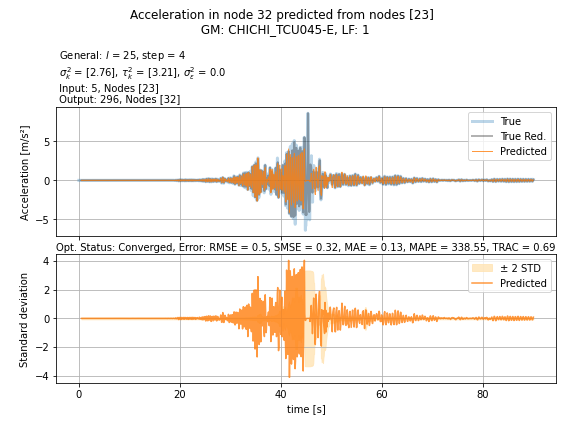 Acceleration in node 32 predicted from nodes [23]
GM: CHICHI_TCU045-E, LF: 1
General: l = 25, step = 4
σ²ₖ = [2.76], τ²ₖ = [3.21], σ²ε = 0.0
Input: 5, Nodes [23]
Output: 296, Nodes [32]
Acceleration [m/s²]
5
0
−5
True
True Red.
Predicted
Opt. Status: Converged, Error: RMSE = 0.5, SMSE = 0.32, MAE = 0.13, MAPE = 338.55, TRAC = 0.69
Standard deviation
4
2
0
−2
−4
± 2 STD
Predicted
0 20 40 60 80
time [s]